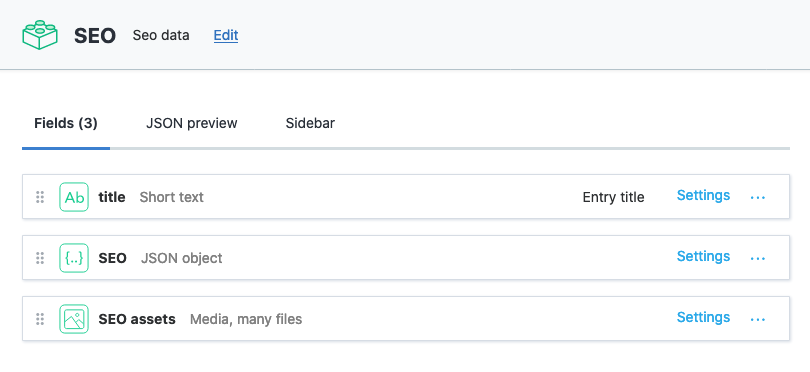 SEO Seo data Edit
Fields (3) JSON preview Sidebar
Ab title Short text Entry title Settings ...
{..} SEO JSON object Settings ...
SEO assets Media, many files Settings ...